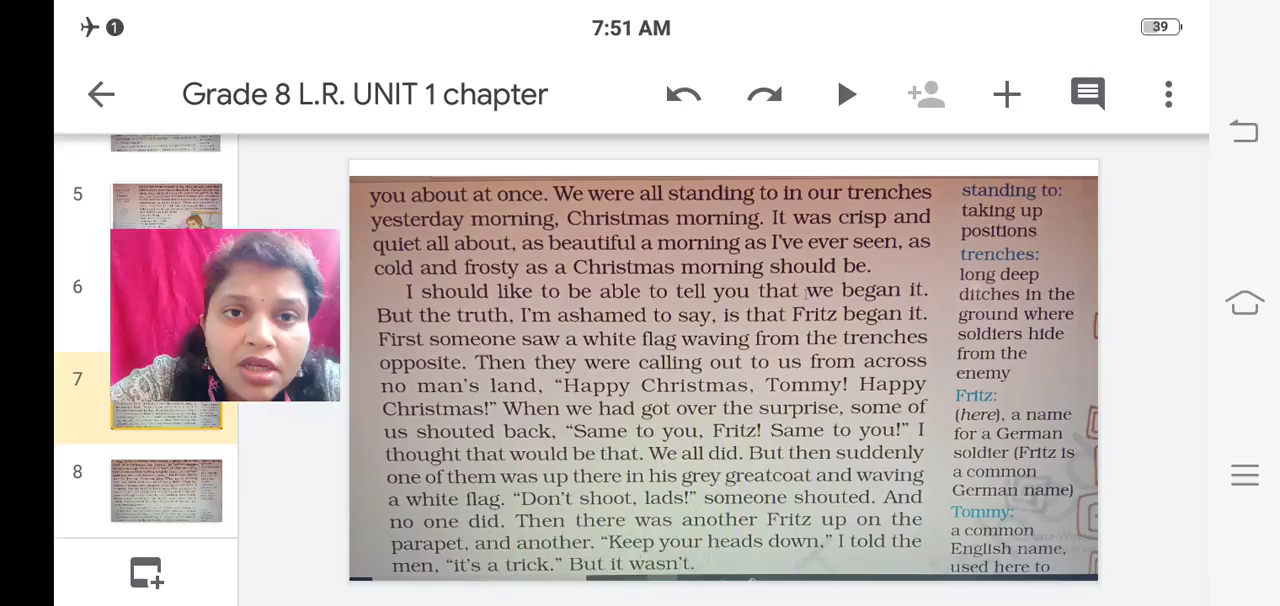 1
7:51 AM
39
Grade 8 L.R. UNIT 1 chapter
5
6
7
8
you about at once. We were all standing to in our trenches
yesterday morning, Christmas morning. It was crisp and
quiet all about, as beautiful a morning as I've ever seen, as
cold and frosty as a Christmas morning should be.
I should like to be able to tell you that we began it.
But the truth, I'm ashamed to say, is that Fritz began it.
First someone saw a white flag waving from the trenches
opposite. Then they were calling out to us from across
no man's land, “Happy Christmas, Tommy! Happy
Christmas!” When we had got over the surprise, some of
us shouted back, “Same to you, Fritz! Same to you!” I
thought that would be that. We all did. But then suddenly
one of them was up there in his grey greatcoat and waving
a white flag. “Don't shoot, lads!” someone shouted. And
no one did. Then there was another Fritz up on the
parapet, and another. “Keep your heads down,” I told the
men, “it's a trick.” But it wasn't.
standing to:
taking up
positions
trenches:
long deep
ditches in the
ground where
soldiers hide
from the
enemy
Fritz:
(here), a name
for a German
soldier (Fritz is
a common
German name)
Tommy:
a common
English name,
used here to